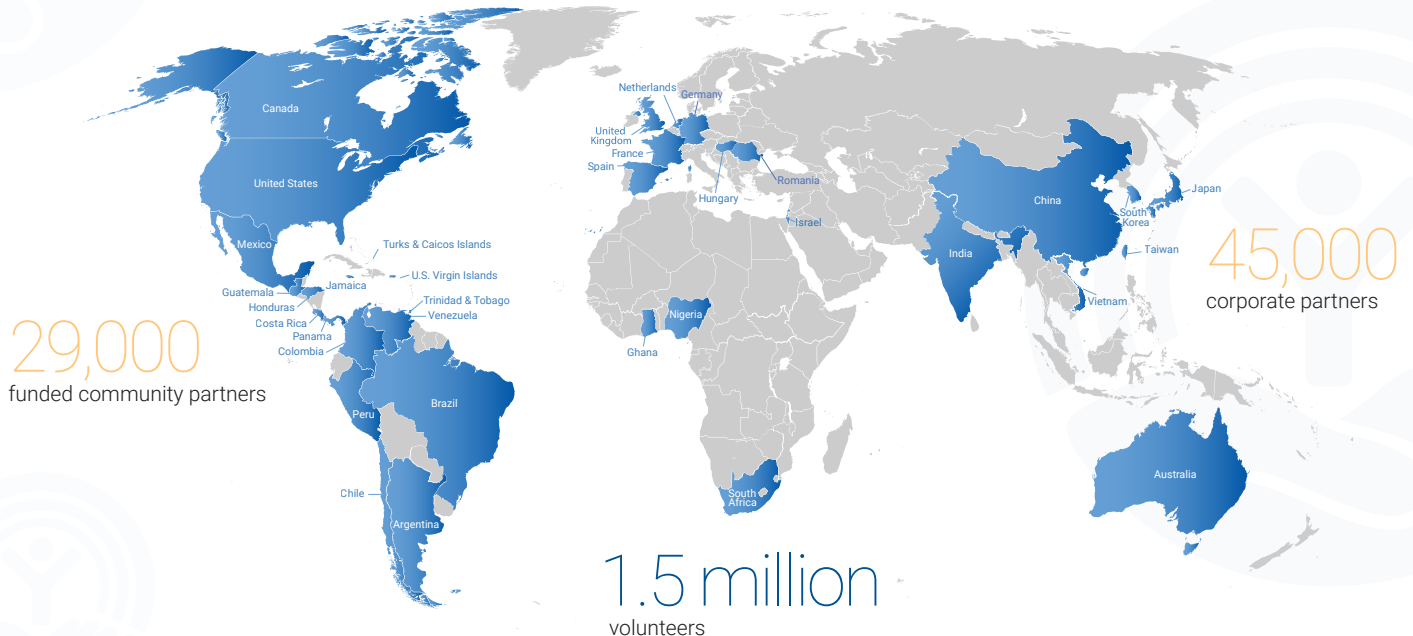 Canada
United States
Mexico
Turks & Caicos Islands
U.S. Virgin Islands
Jamaica
Guatemala
Honduras
Trinidad & Tobago
Venezuela
Costa Rica
Panama
Colombia
Brazil
Peru
Chile
Argentina
29,000
funded community partners
Netherlands
Germany
United
Kingdom
France
Spain
Hungary
Romania
Israel
Nigeria
Ghana
South
Africa
1.5 million
volunteers
China
India
Japan
South
Korea
Taiwan
Vietnam
Australia
45,000
corporate partners